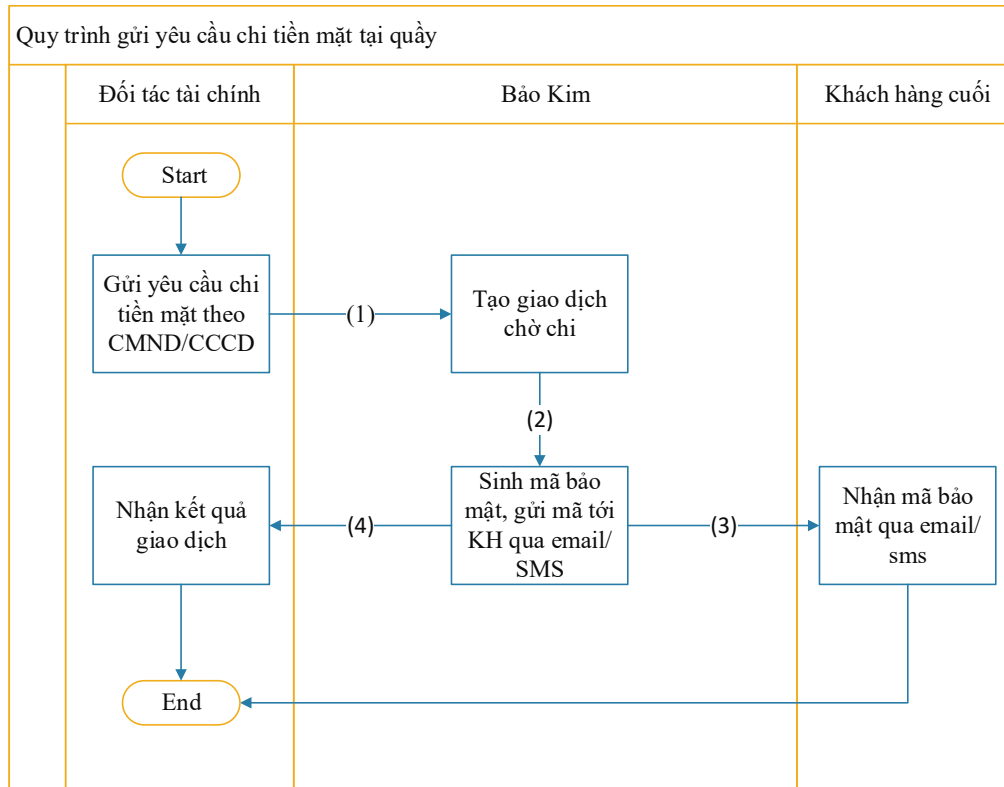 Quy trình gửi yêu cầu chi tiền mặt tại quầy
Đối tác tài chính
Bảo Kim
Khách hàng cuối
Start
Gửi yêu cầu chi
tiền mặt theo
CMND/CCCD
(1)
Tạo giao dịch
chờ chi
(2)
Nhận kết quả
giao dịch
(4)
Sinh mã bảo
mật, gửi mã tới
KH qua email/
SMS
(3)
Nhận mã bảo
mật qua email/
sms
End